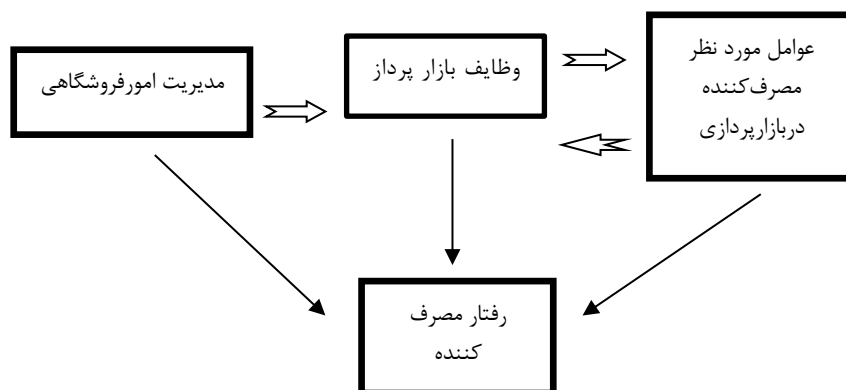 عوامل مورد نظر
مصرف‌کننده
دربازارپردازی
وظایف بازار پرداز
مدیریت امورفروشگاهی
رفتار مصرف
کننده